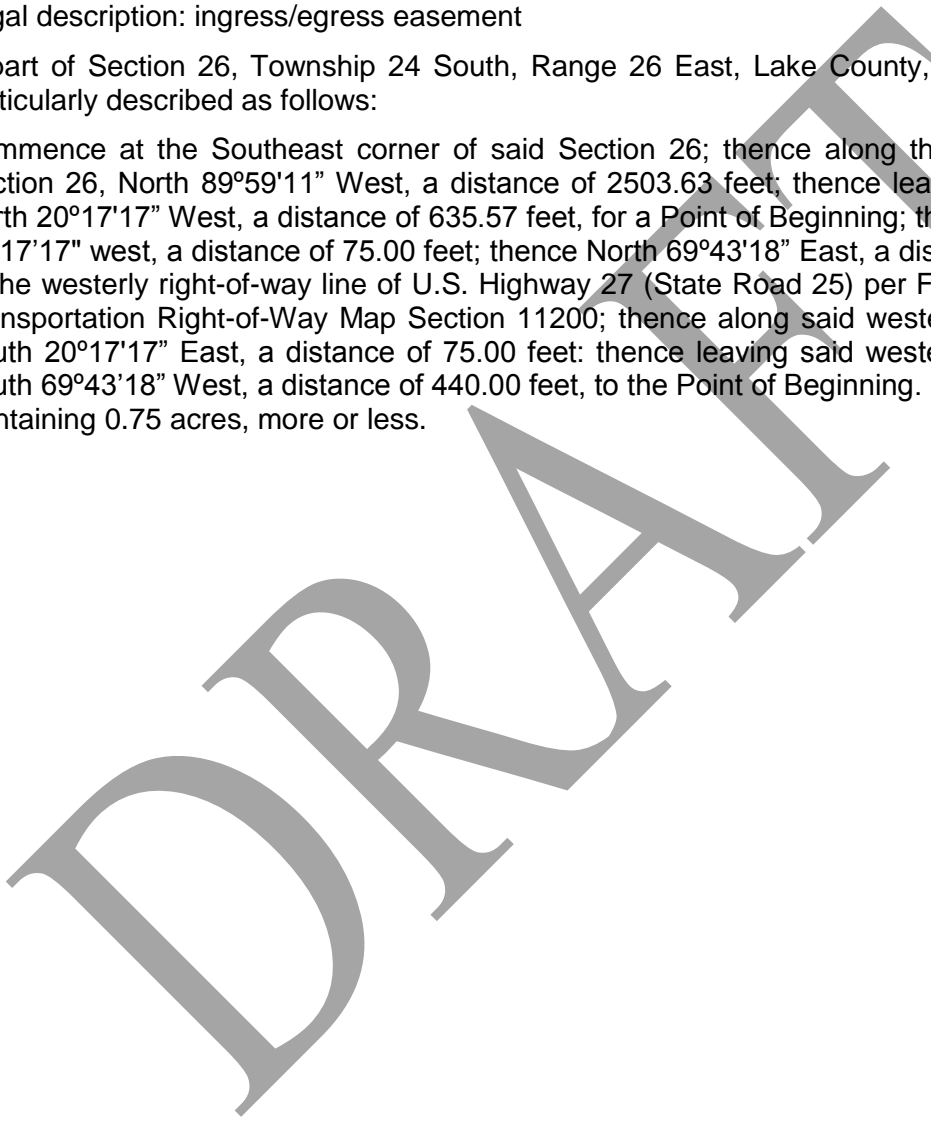 gal description: ingress/egress easement
part of Section 26, Township 24 South, Range 26 East, Lake County,
rticularly described as follows:
mmence at the Southeast corner of said Section 26; thence along th
ction 26, North 89º59'11” West, a distance of 2503.63 feet; thence lea
rth 20º17'17” West, a distance of 635.57 feet, for a Point of Beginning; th
17’17" west, a distance of 75.00 feet; thence North 69º43'18” East, a dis
he westerly right-of-way line of U.S. Highway 27 (State Road 25) per F
ansportation Right-of-Way Map Section 11200; thence along said weste
uth 20º17'17” East, a distance of 75.00 feet: thence leaving said weste
uth 69º43’18” West, a distance of 440.00 feet, to the Point of Beginning.
ntaining 0.75 acres, more or less.
DRAFT